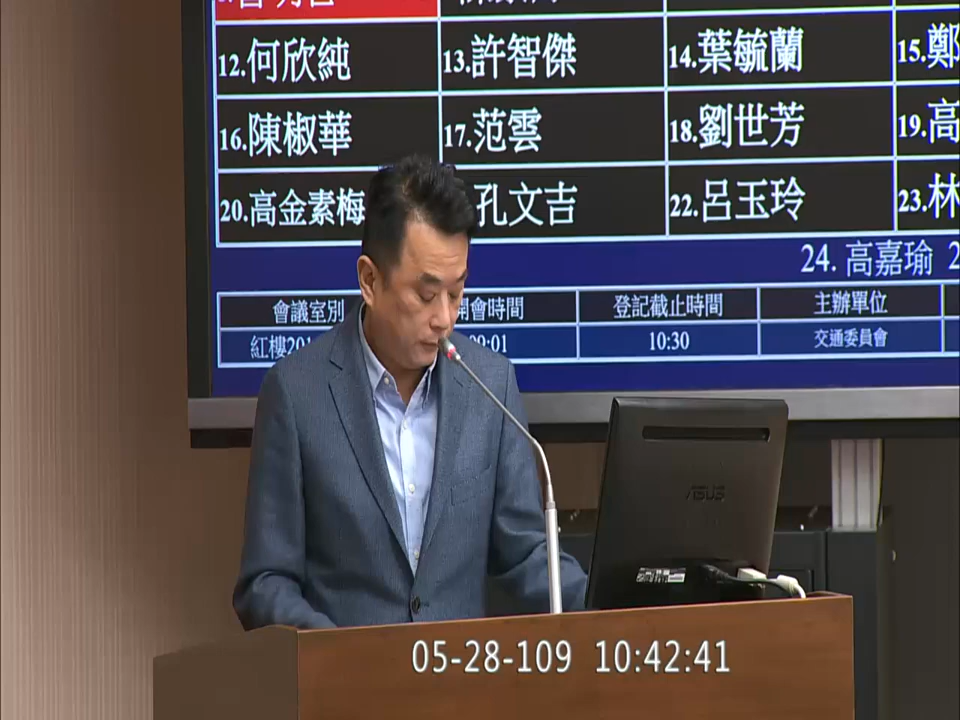 12.何欣純 13.許智傑 14.葉毓蘭 15.鄭
16.陳椒華 17.范雲 18.劉世芳 19.高
20.高金素梅 孔文吉 22.呂玉玲 23.林
24. 高嘉瑜 2
會議室別 開會時間 登記截止時間 主辦單位
紅樓201 09:01 10:30 交通委員會
ASUS
05-28-109 10:42:41